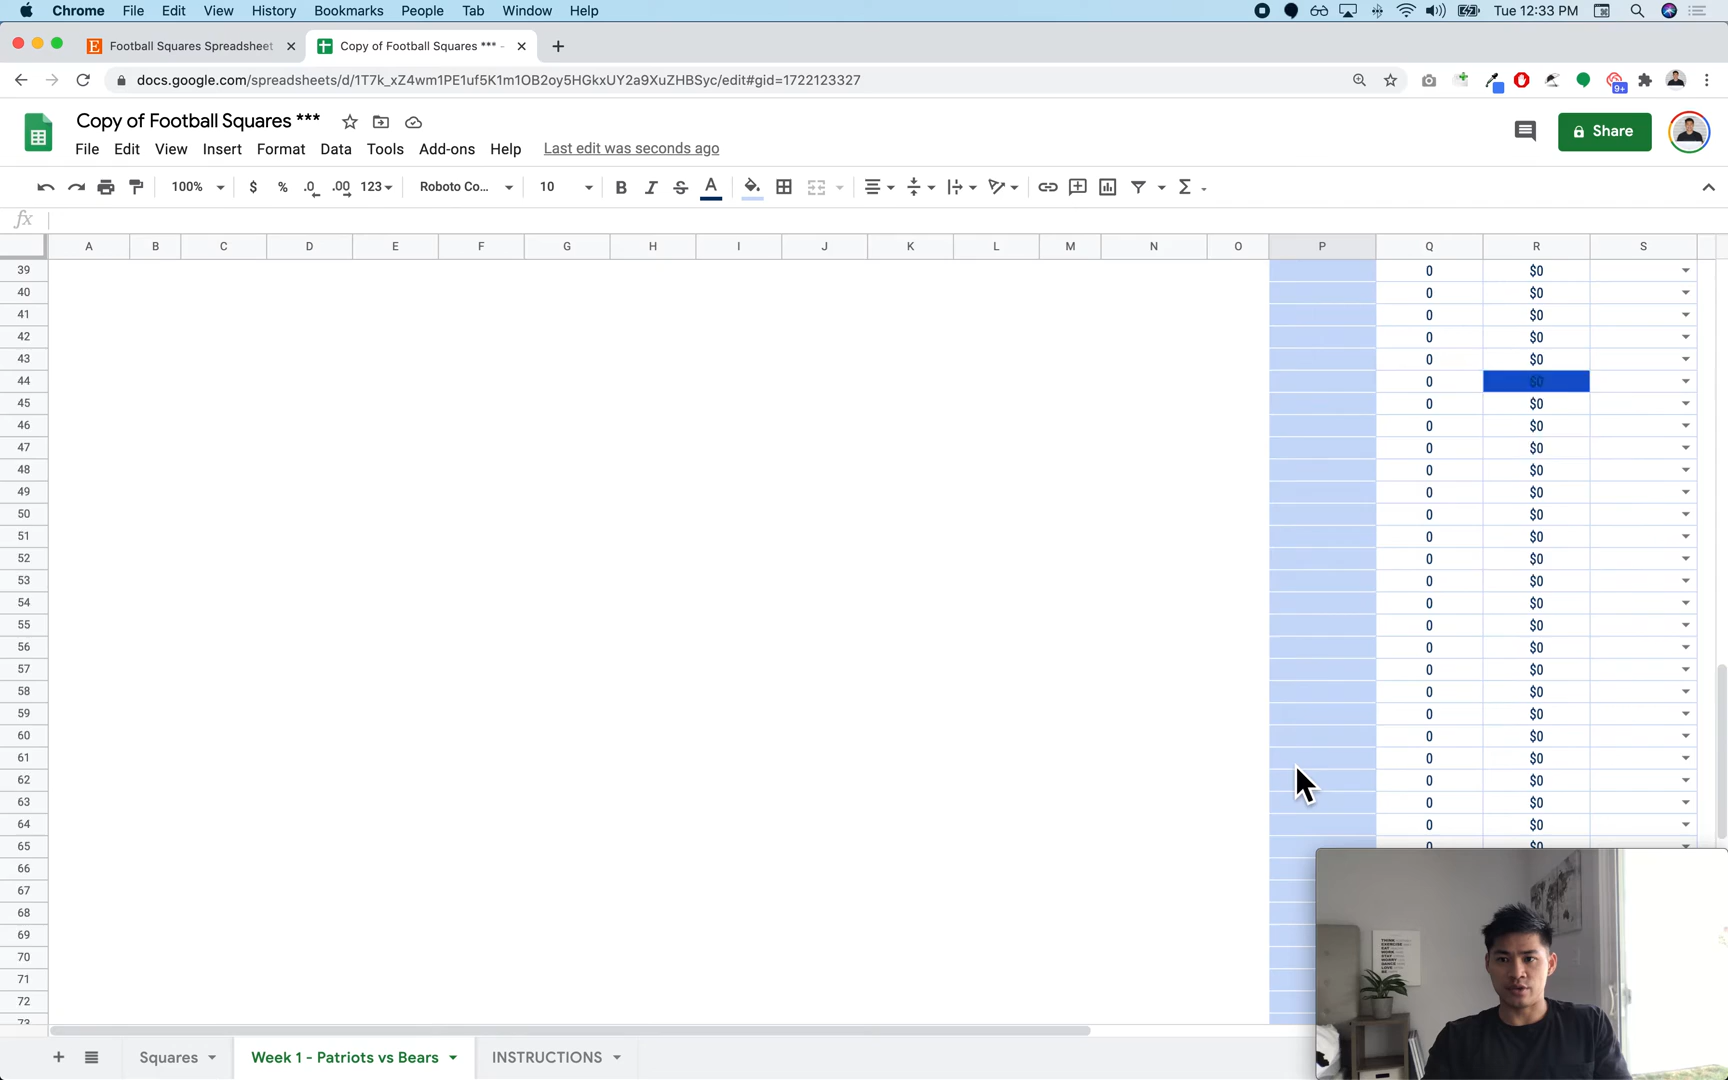 Chrome File Edit View History Bookmarks People Tab Window Help Tue 12:33 PM
Football Squares Spreadsheet Copy of Football Squares *** -
docs.google.com/spreadsheets/d/1T7k_xZ4wm1PE1uf5K1m1OB2oy5HGkxUY2a9XuZHBSyc/edit#gid=1722123327 9+
Copy of Football Squares *** Share
File Edit View Insert Format Data Tools Add-ons Help Last edit was seconds ago
100% $ % .0 .00 123 Roboto Co... 10 B I S A Σ
fx
A B C D E F G H I J K L M N O P Q R S
39 0 $0
40 0 $0
41 0 $0
42 0 $0
43 0 $0
44 0 $0
45 0 $0
46 0 $0
47 0 $0
48 0 $0
49 0 $0
50 0 $0
51 0 $0
52 0 $0
53 0 $0
54 0 $0
55 0 $0
56 0 $0
57 0 $0
58 0 $0
59 0 $0
60 0 $0
61 0 $0
62 0 $0
63 0 $0
64 0 $0
65 0 $0
66
67
68
69
70
71
72
73
Squares Week 1 - Patriots vs Bears INSTRUCTIONS